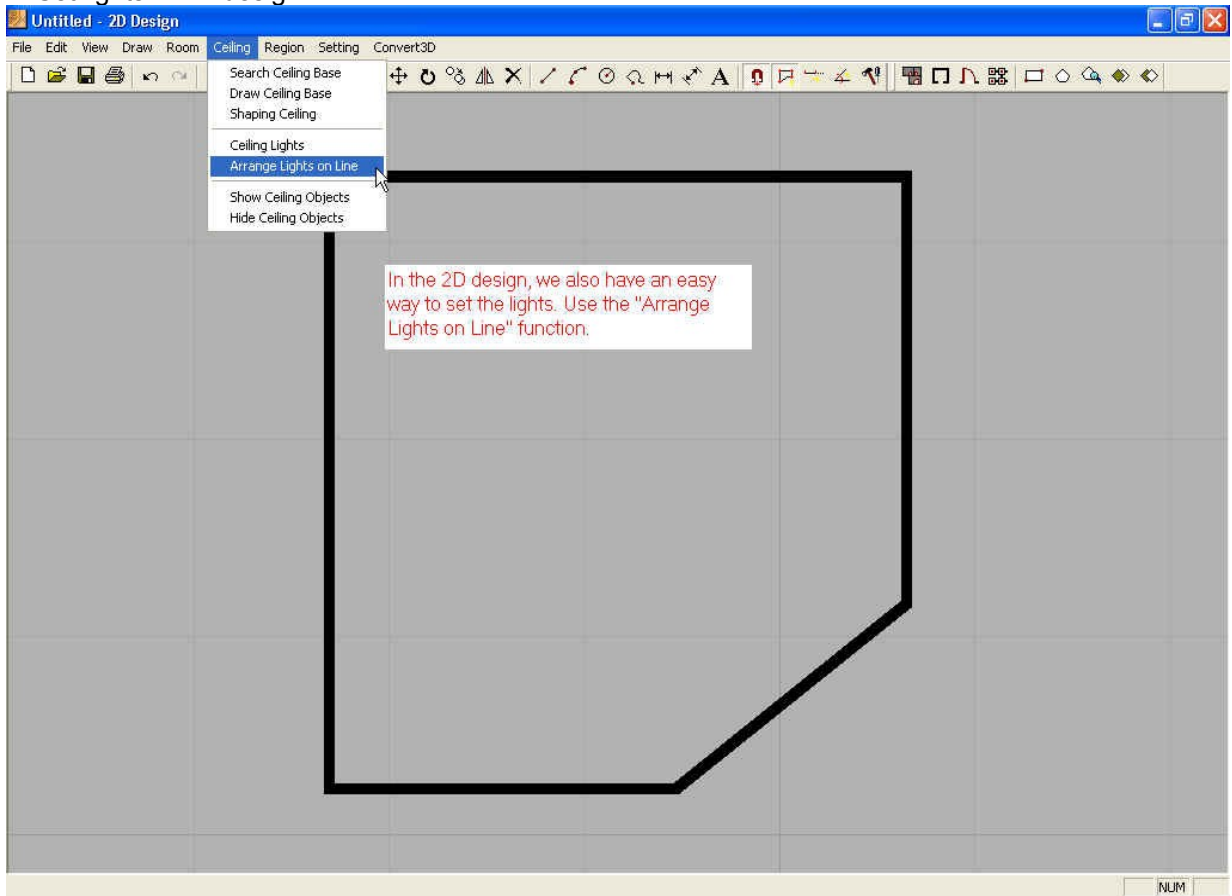 Untitled - 2D Design
File Edit View Draw Room Ceiling Region Setting Convert3D
A
Search Ceiling Base
Draw Ceiling Base
Shaping Ceiling
Ceiling Lights
Arrange Lights on Line
Show Ceiling Objects
Hide Ceiling Objects
In the 2D design, we also have an easy
way to set the lights. Use the "Arrange
Lights on Line" function.
NUM